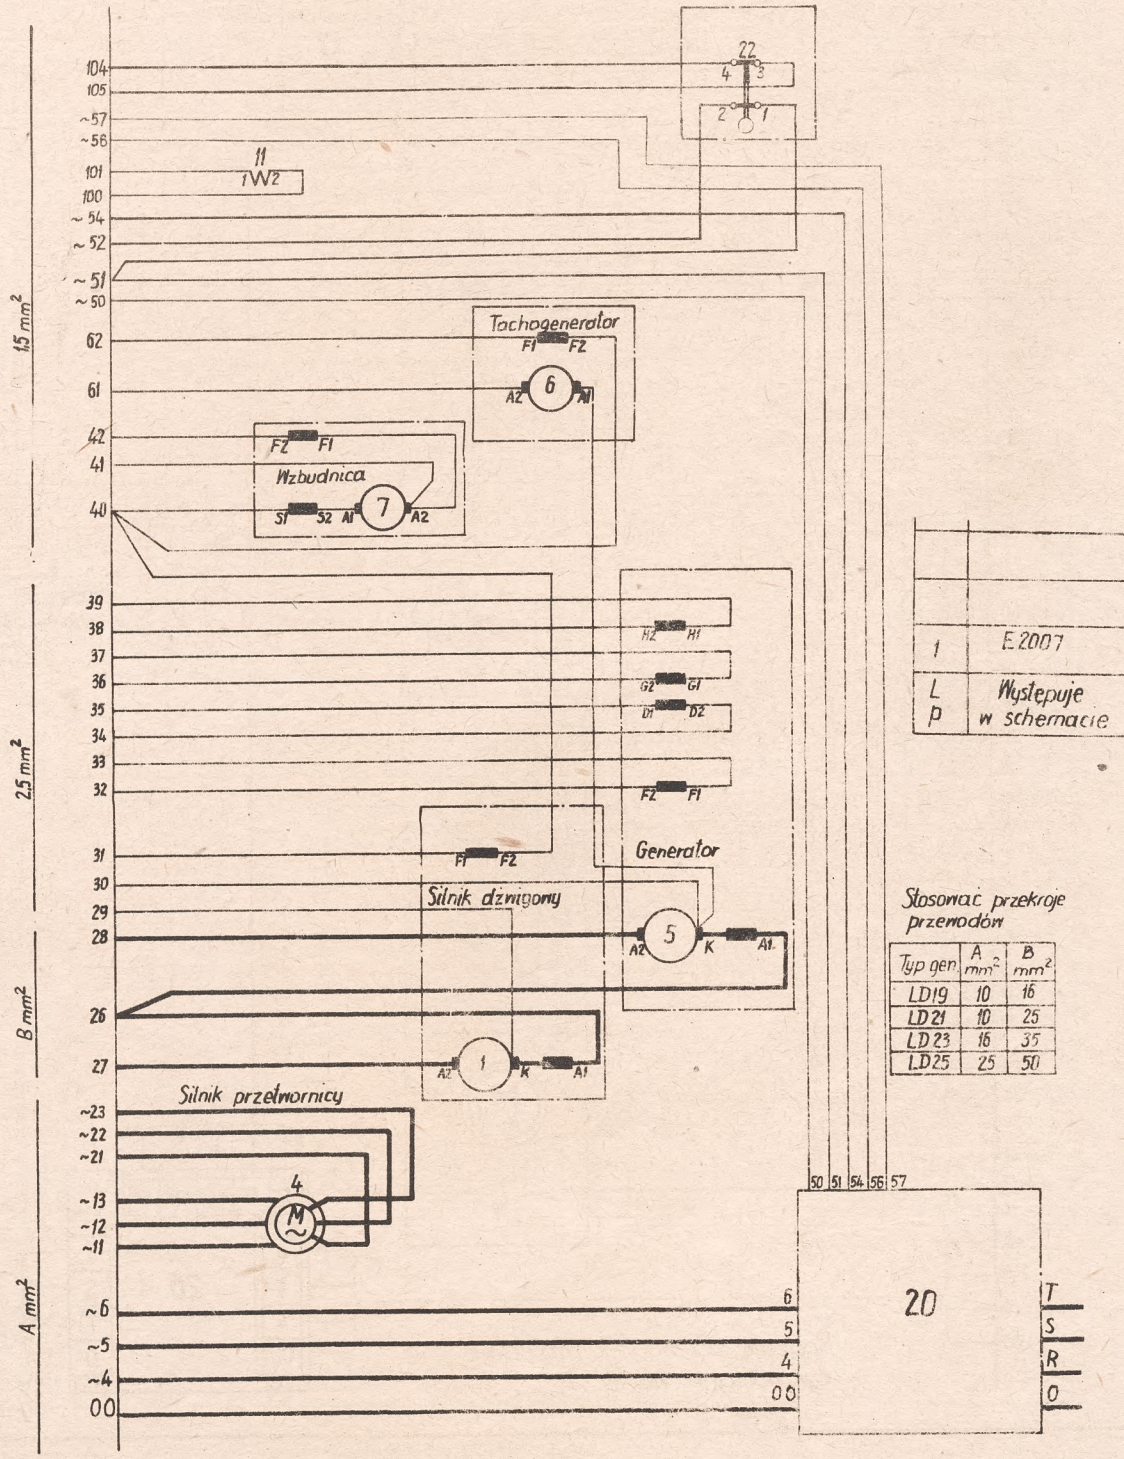 22
4 3
2 1
104
105
~57
~56
11
1 W 2
101
100
~54
~52
~51
~50
1,5 mm²
Tachogenerator
62
F1 F2
61
A2 6 A1
42
F2 F1
41
Wzbudnica
40
S1 S2 A1 7 A2
39
38
H2 H1
37
36
G2 G1
35
D1 D2
34
33
32
F2 F1
2,5 mm²
1
E2007
L
p
Występuje
w schemacie
31
F1 F2
Generator
30
Silnik dźwigowy
29
28
A2 5 K A1
26
27
A2 1 K A1
B mm²
Stosować przekroje
przewodów
Typ gen. A mm² B mm²
LD19 10 16
LD21 10 25
LD23 16 35
LD25 25 50
Silnik przetwornicy
~23
~22
~21
4
M
~
~13
~12
~11
A mm²
50 51 54 56 57
20
~6 6 T
~5 5 S
~4 4 R
00 00 0